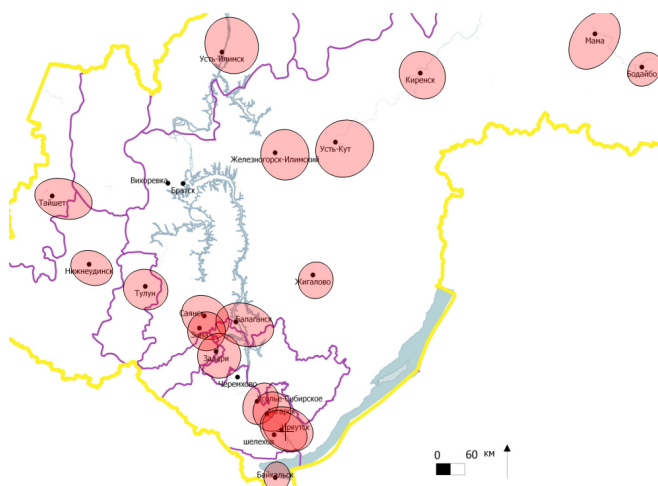 Мама
Усть-Илимск
Бодайбо
Киренск
Усть-Кут
Железногорск-Илимский
Вихоревка
Братск
Тайшет
Нижнеудинск
Жигалово
Тулун
Саянск
Балаганск
Зима
Залари
Черемхово
Усолье-Сибирское
Ангарск
Иркутск
шелехов
0 60 км
Байкальск